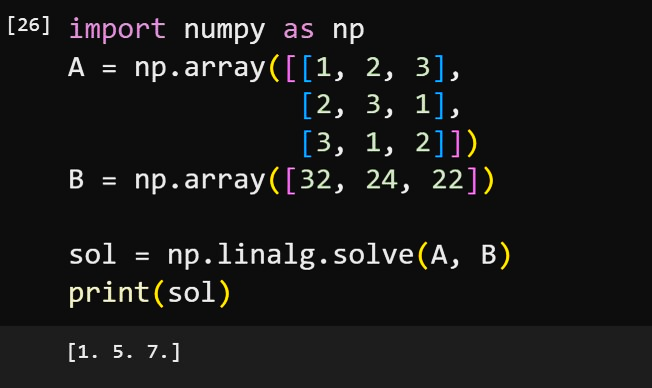 [26] import numpy as np
A = np.array([[1, 2, 3],
[2, 3, 1],
[3, 1, 2]])
B = np.array([32, 24, 22])
sol = np.linalg.solve(A, B)
print(sol)
[1. 5. 7.]